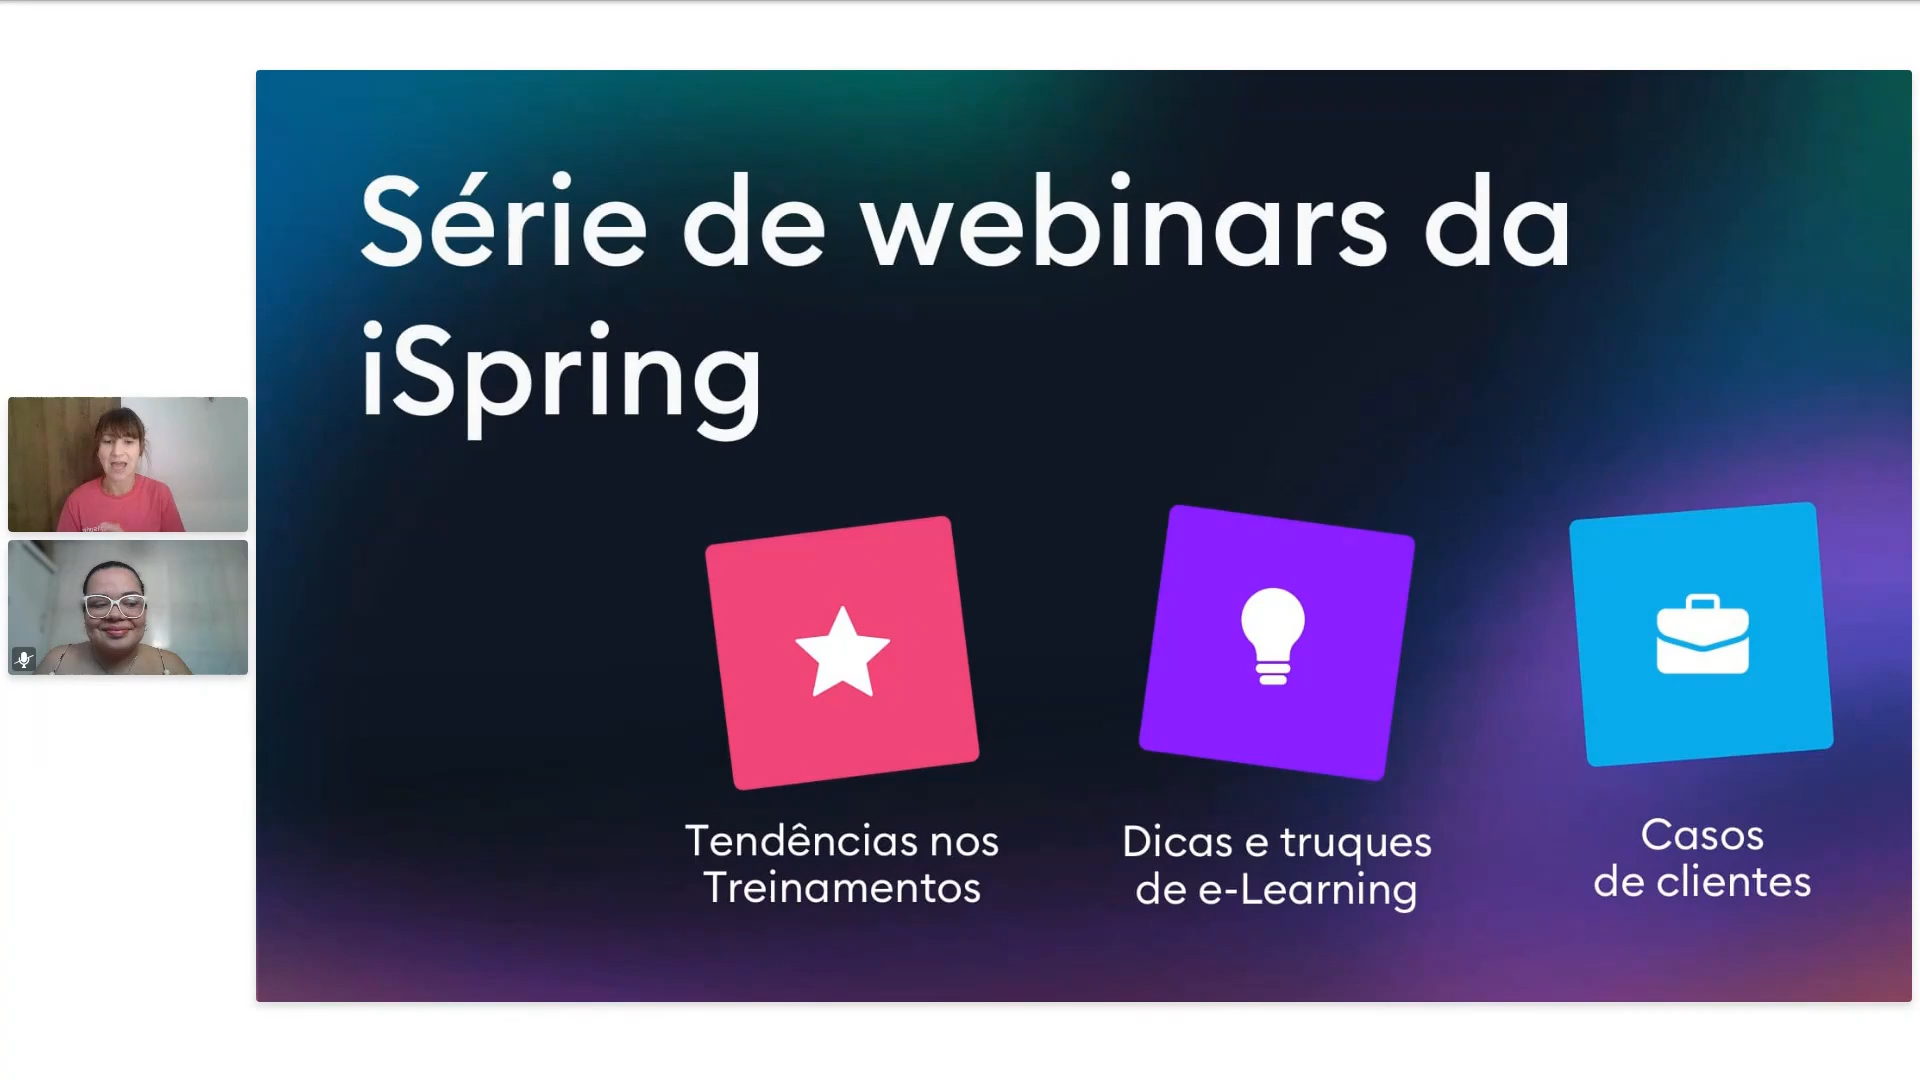 Série de webinars da
iSpring
Tendências nos
Treinamentos
Dicas e truques
de e-Learning
Casos
de clientes